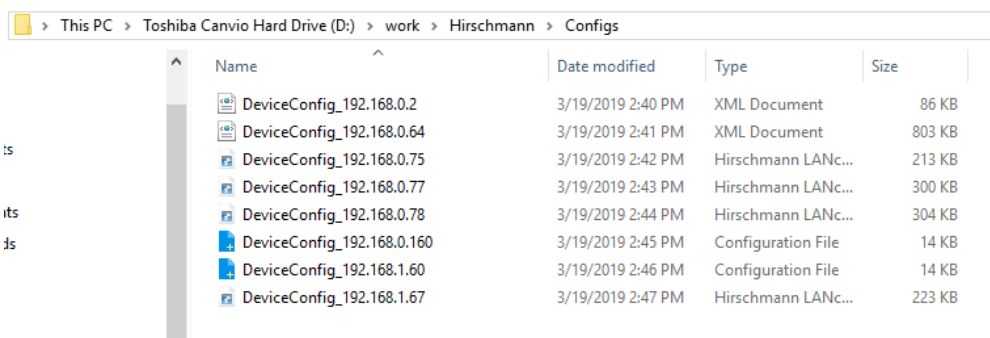 This PC > Toshiba Canvio Hard Drive (D:) > work > Hirschmann > Configs
Name Date modified Type Size
DeviceConfig_192.168.0.2 3/19/2019 2:40 PM XML Document 86 KB
DeviceConfig_192.168.0.64 3/19/2019 2:41 PM XML Document 803 KB
ts
DeviceConfig_192.168.0.75 3/19/2019 2:42 PM Hirschmann LANc... 213 KB
DeviceConfig_192.168.0.77 3/19/2019 2:43 PM Hirschmann LANc... 300 KB
nts
DeviceConfig_192.168.0.78 3/19/2019 2:44 PM Hirschmann LANc... 304 KB
ds
DeviceConfig_192.168.0.160 3/19/2019 2:45 PM Configuration File 14 KB
DeviceConfig_192.168.1.60 3/19/2019 2:46 PM Configuration File 14 KB
DeviceConfig_192.168.1.67 3/19/2019 2:47 PM Hirschmann LANc... 223 KB